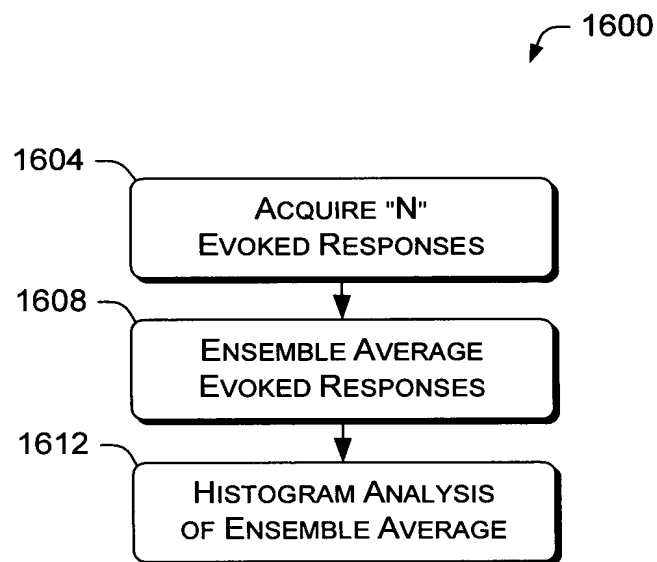 1600
1604
ACQUIRE "N"
EVOKED RESPONSES
1608
ENSEMBLE AVERAGE
EVOKED RESPONSES
1612
HISTOGRAM ANALYSIS
OF ENSEMBLE AVERAGE